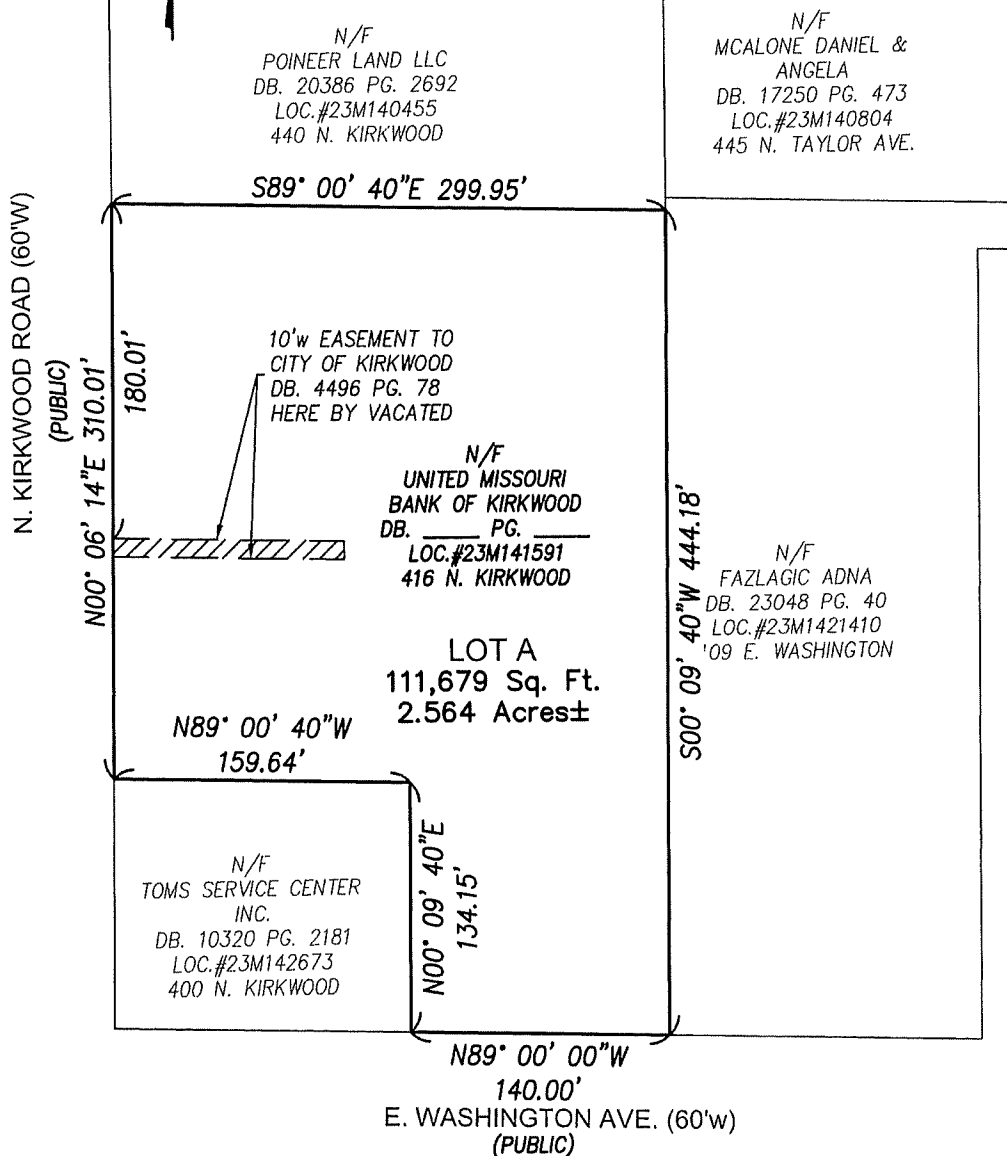 N/F
POINEER LAND LLC
DB. 20386 PG. 2692
LOC.#23M140455
440 N. KIRKWOOD
N/F
MCALONE DANIEL &
ANGELA
DB. 17250 PG. 473
LOC.#23M140804
445 N. TAYLOR AVE.
S89° 00' 40"E 299.95'
N. KIRKWOOD ROAD (60'W)
(PUBLIC)
N00° 06' 14"E 310.01'
180.01'
10'w EASEMENT TO
CITY OF KIRKWOOD
DB. 4496 PG. 78
HERE BY VACATED
N/F
UNITED MISSOURI
BANK OF KIRKWOOD
DB. _____ PG. _____
LOC.#23M141591
416 N. KIRKWOOD
LOT A
111,679 Sq. Ft.
2.564 Acres±
S00° 09' 40"W 444.18'
N/F
FAZLAGIC ADNA
DB. 23048 PG. 40
LOC.#23M1421410
'09 E. WASHINGTON
N89° 00' 40"W
159.64'
N/F
TOMS SERVICE CENTER
INC.
DB. 10320 PG. 2181
LOC.#23M142673
400 N. KIRKWOOD
N00° 09' 40"E
134.15'
N89° 00' 00"W
140.00'
E. WASHINGTON AVE. (60'w)
(PUBLIC)